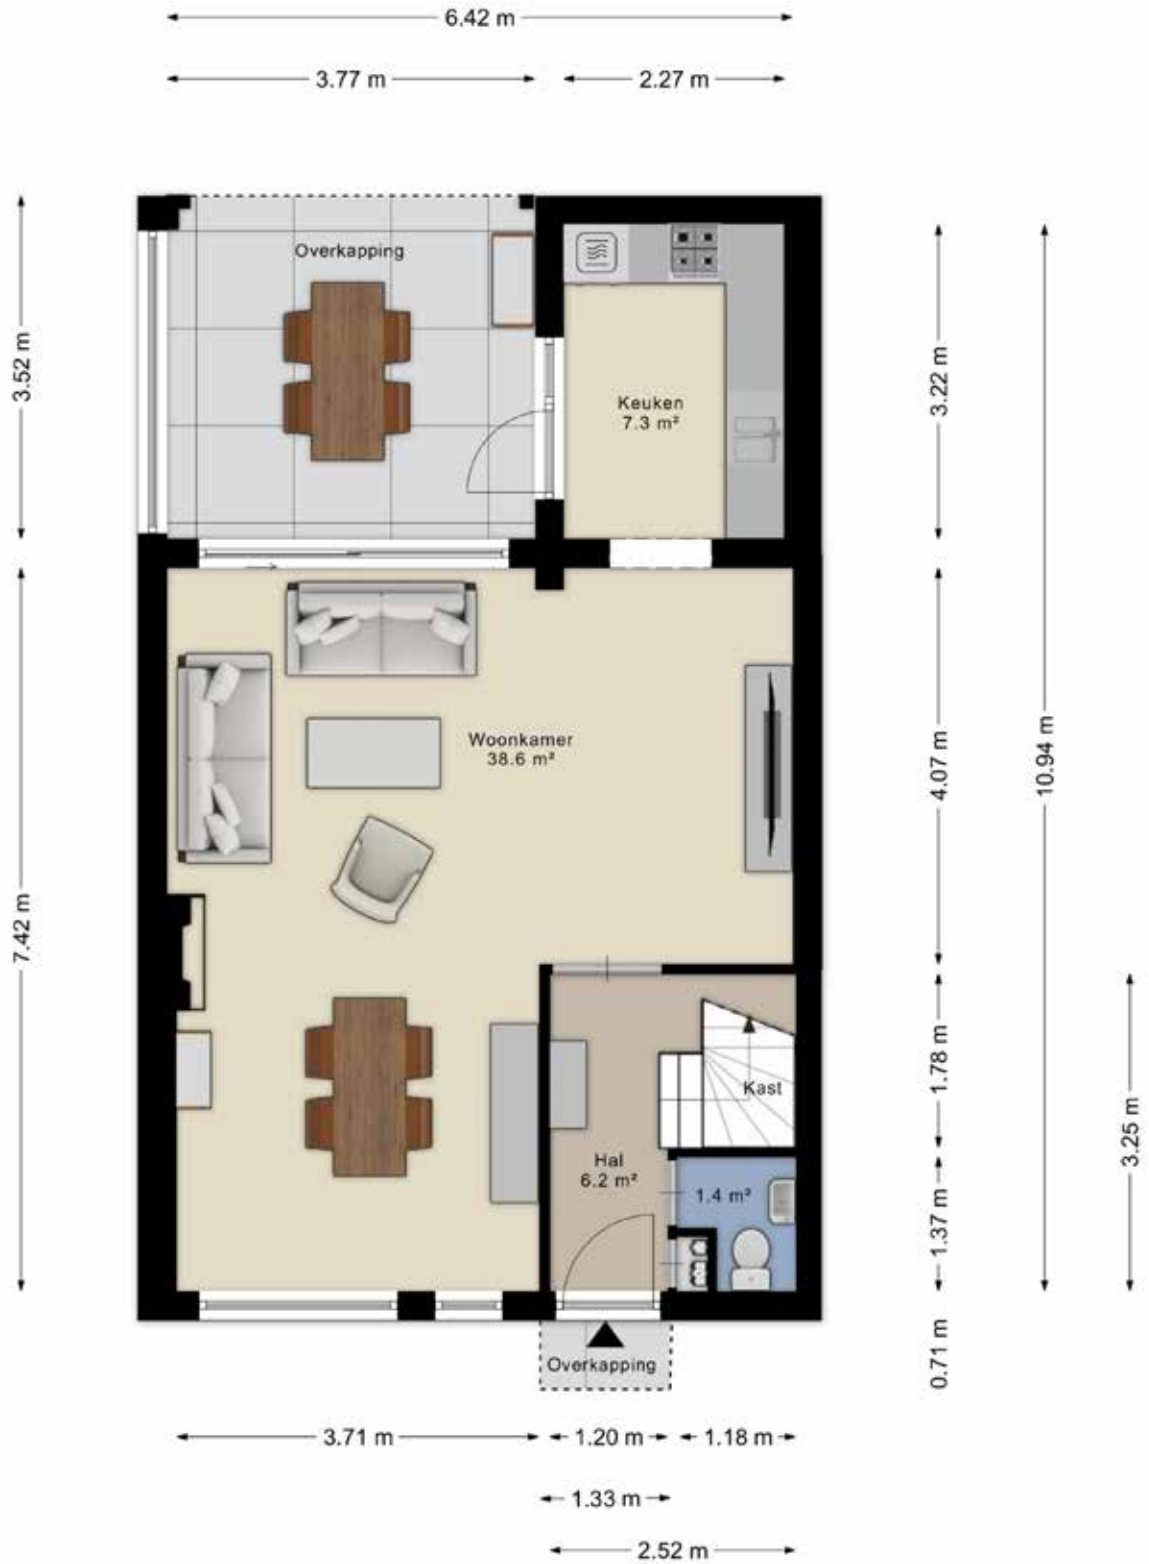 6.42 m
3.77 m
2.27 m
Overkapping
3.52 m
3.22 m
Keuken
7.3 m²
10.94 m
Woonkamer
38.6 m²
4.07 m
7.42 m
1.78 m
Kast
3.25 m
Hal
6.2 m²
1.4 m²
1.37 m
0.71 m
Overkapping
3.71 m
1.20 m
1.18 m
1.33 m
2.52 m